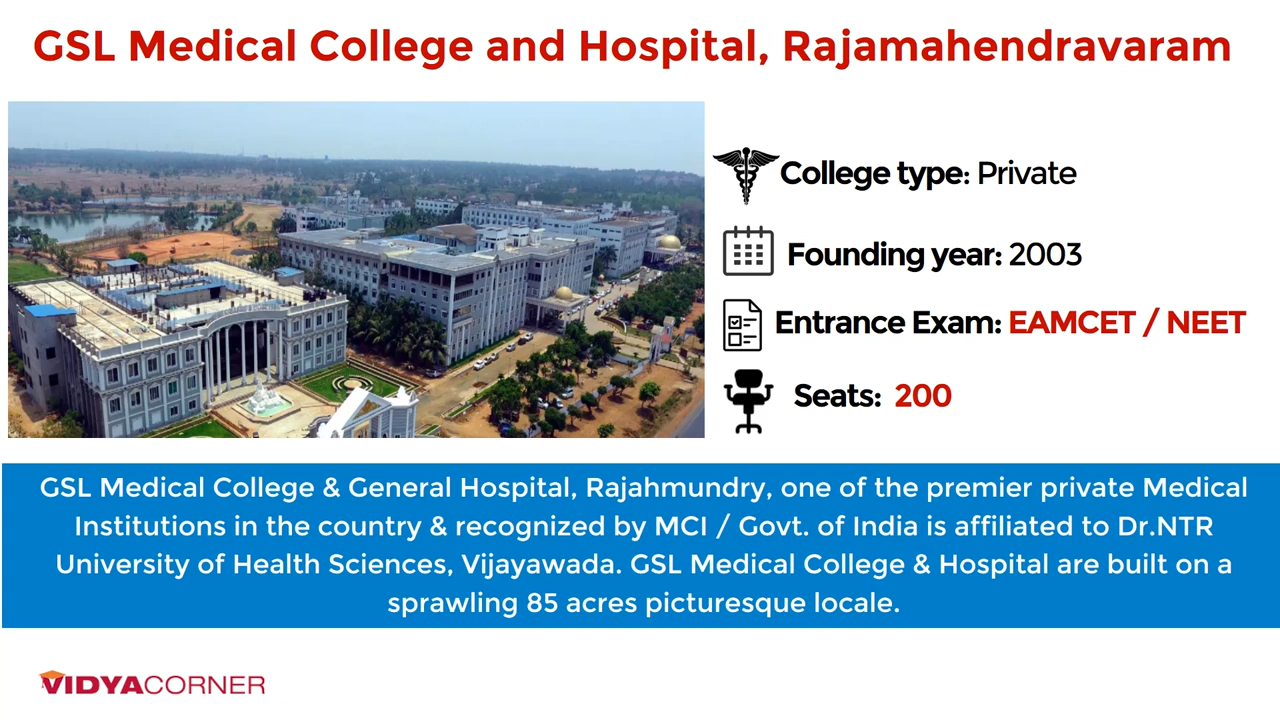 GSL Medical College and Hospital, Rajamahendravaram
College type: Private
Founding year: 2003
Entrance Exam: EAMCET / NEET
Seats: 200
GSL Medical College & General Hospital, Rajahmundry, one of the premier private Medical
Institutions in the country & recognized by MCI / Govt. of India is affiliated to Dr.NTR
University of Health Sciences, Vijayawada. GSL Medical College & Hospital are built on a
sprawling 85 acres picturesque locale.
VIDYACORNER